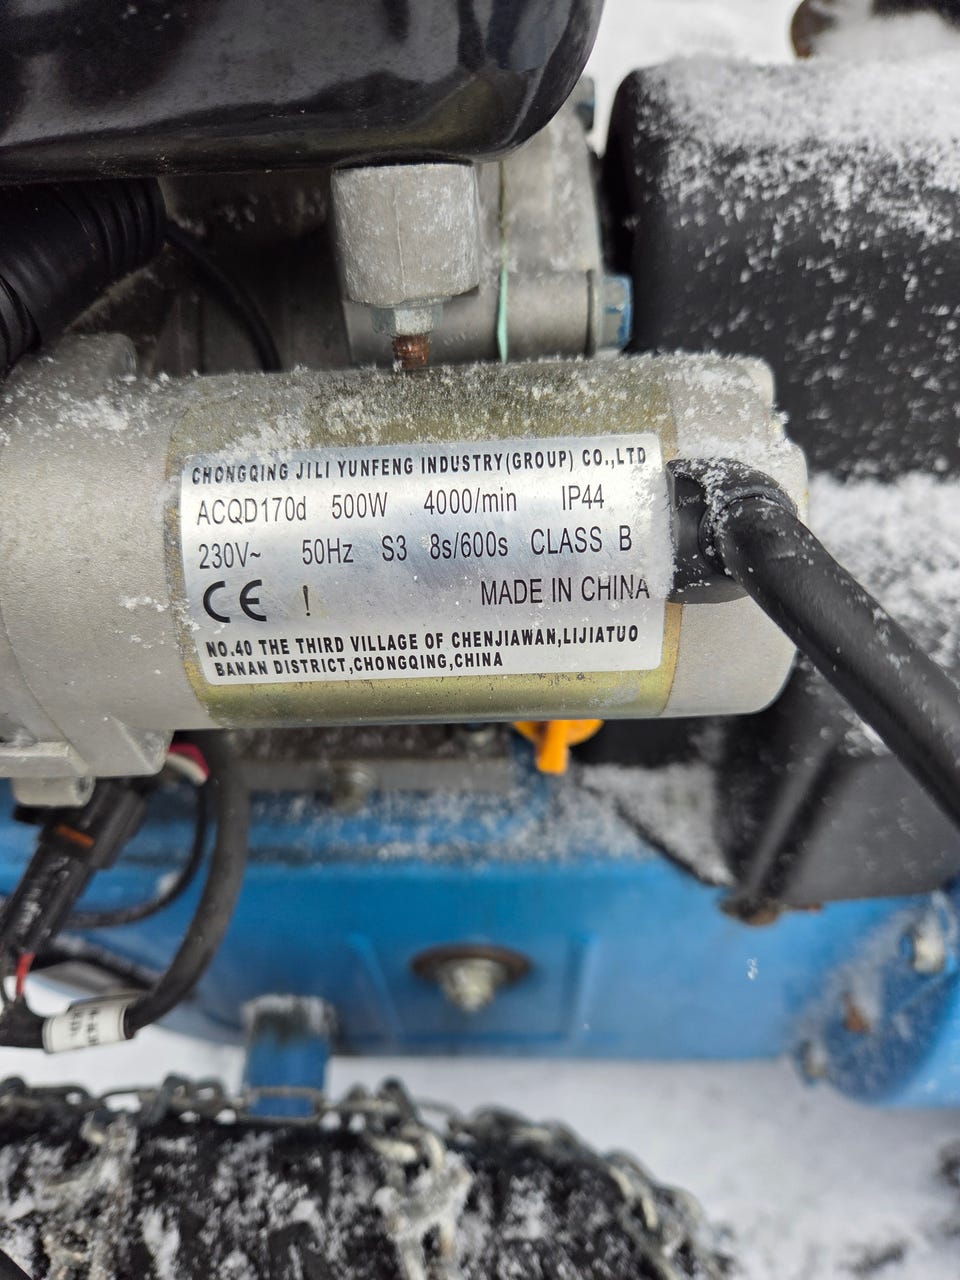 CHONGQING JILI YUNFENG INDUSTRY(GROUP) CO.,LTD
ACQD170d 500W 4000/min IP44
230V~ 50Hz S3 8s/600s CLASS B
CE ! MADE IN CHINA
NO.40 THE THIRD VILLAGE OF CHENJIAWAN,LIJIATUO
BANAN DISTRICT,CHONGQING,CHINA